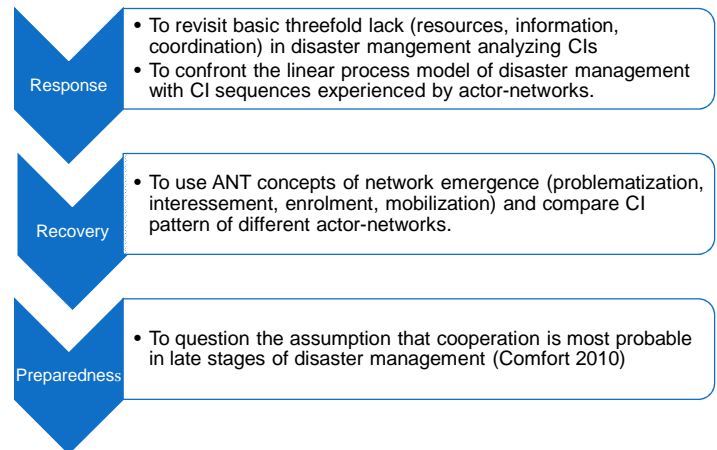 Response
• To revisit basic threefold lack (resources, information,
coordination) in disaster mangement analyzing CIs
• To confront the linear process model of disaster management
with CI sequences experienced by actor-networks.
Recovery
• To use ANT concepts of network emergence (problematization,
interessement, enrolment, mobilization) and compare CI
pattern of different actor-networks.
Preparedness
• To question the assumption that cooperation is most probable
in late stages of disaster management (Comfort 2010)